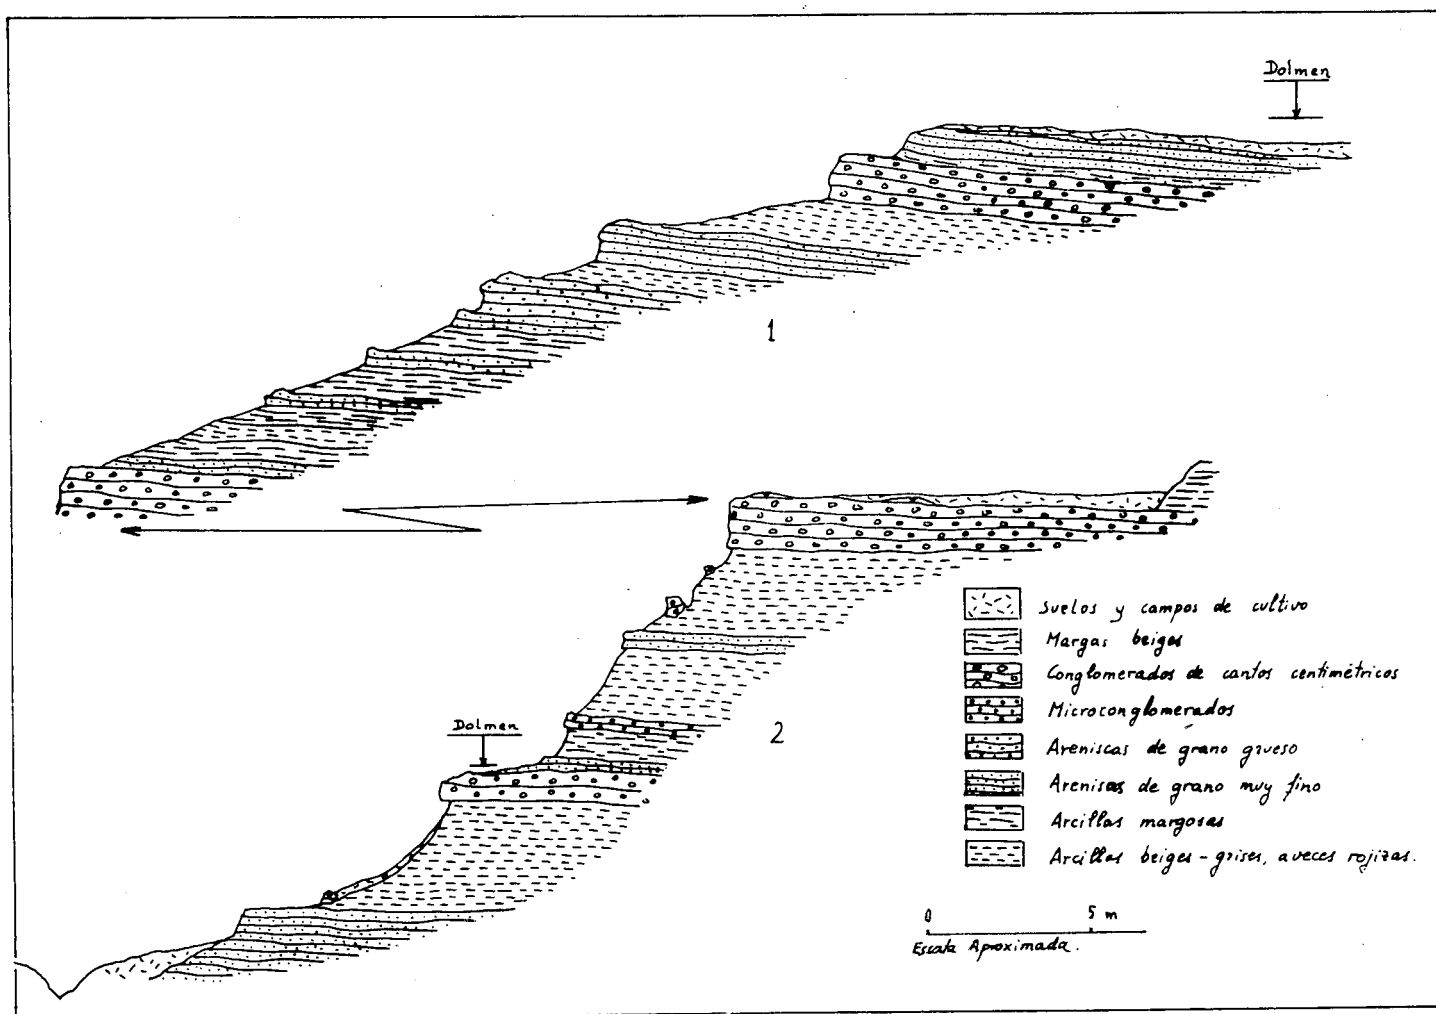 Dolmen
1
Dolmen
2
Suelos y campos de cultivo
Margas beiges
Conglomerados de cantos centimétricos
Microconglomerados
Areniscas de grano grueso
Arenisas de grano muy fino
Arcillas margosas
Arcillas beiges-grises, aveces rojizas.
0 5 m
Escala Aproximada.